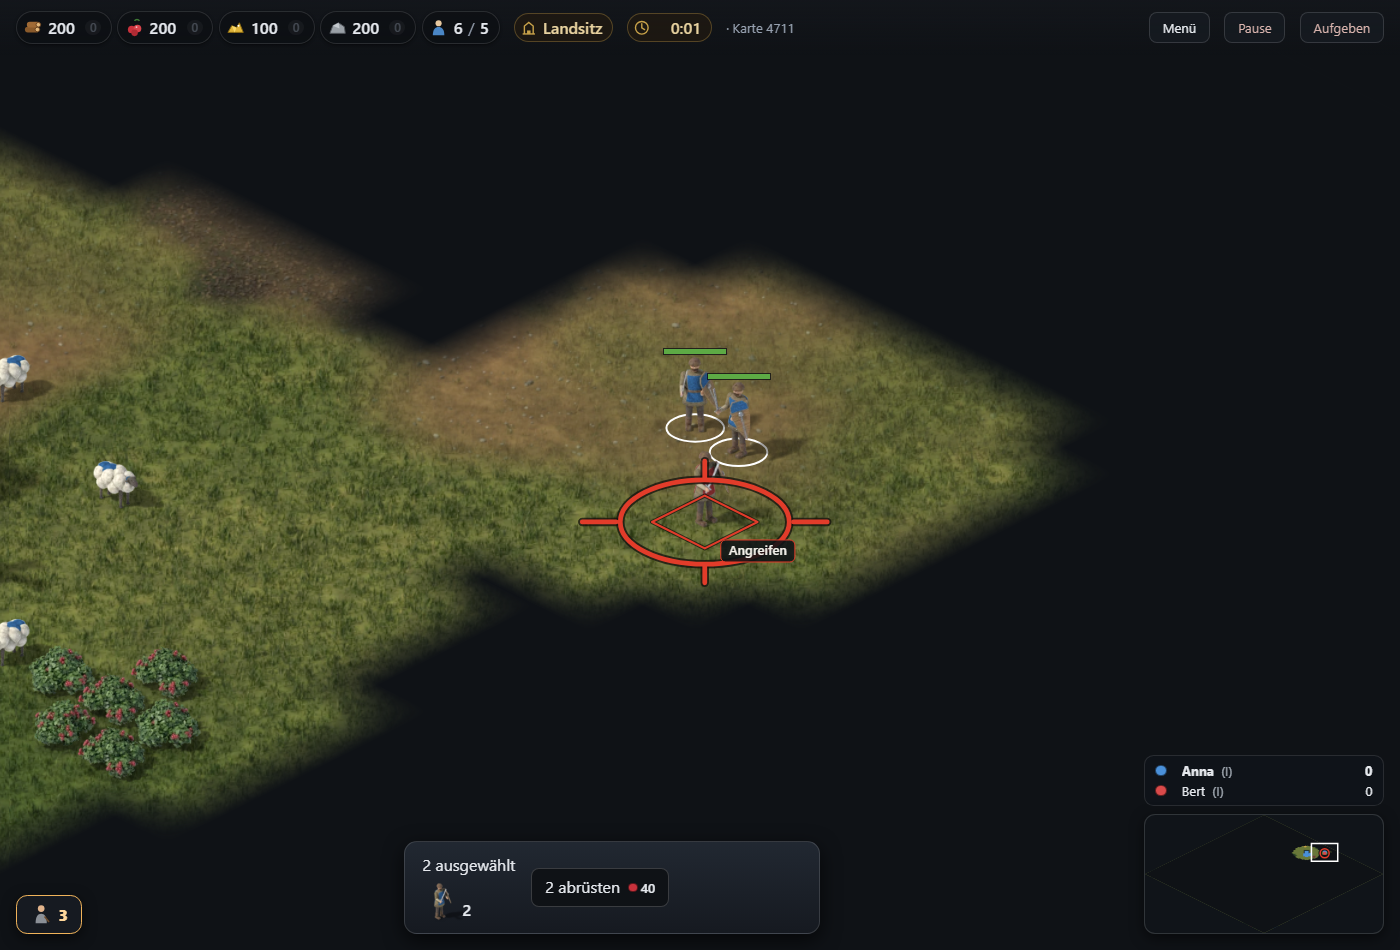 200 0 200 0 100 0 200 0 6 / 5 Landsitz 0:01 · Karte 4711 Menü Pause Aufgeben
Angreifen
Anna (I) 0
Bert (I) 0
2 ausgewählt
2 abrüsten 40
2
3